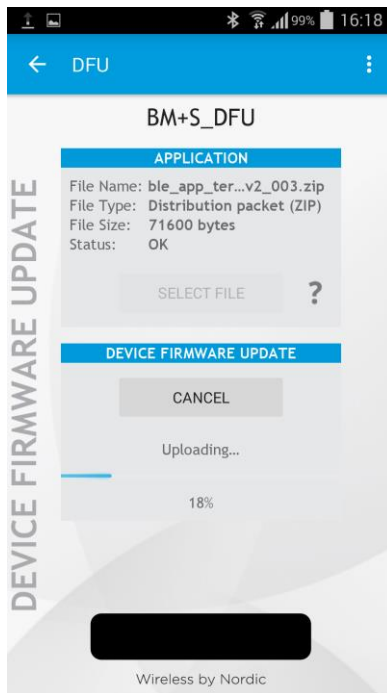 99% 16:18
DFU
BM+S_DFU
APPLICATION
File Name: ble_app_ter...v2_003.zip
File Type: Distribution packet (ZIP)
File Size: 71600 bytes
Status: OK
SELECT FILE ?
DEVICE FIRMWARE UPDATE
CANCEL
Uploading...
18%
DEVICE FIRMWARE UPDATE
Wireless by Nordic